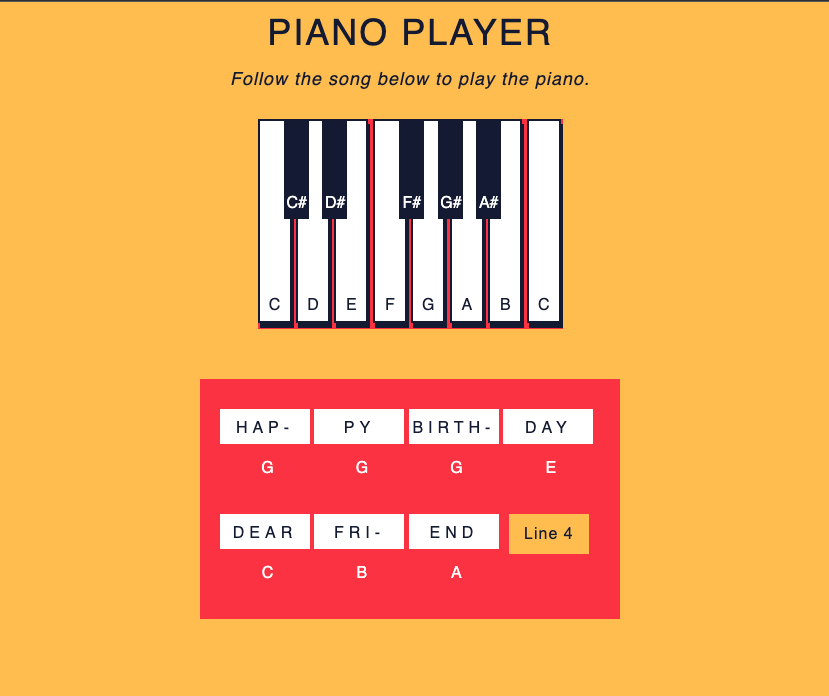 PIANO PLAYER
Follow the song below to play the piano.
C# D# F# G# A#
C D E F G A B C
HAP- PY BIRTH- DAY
G G G E
DEAR FRI- END Line 4
C B A